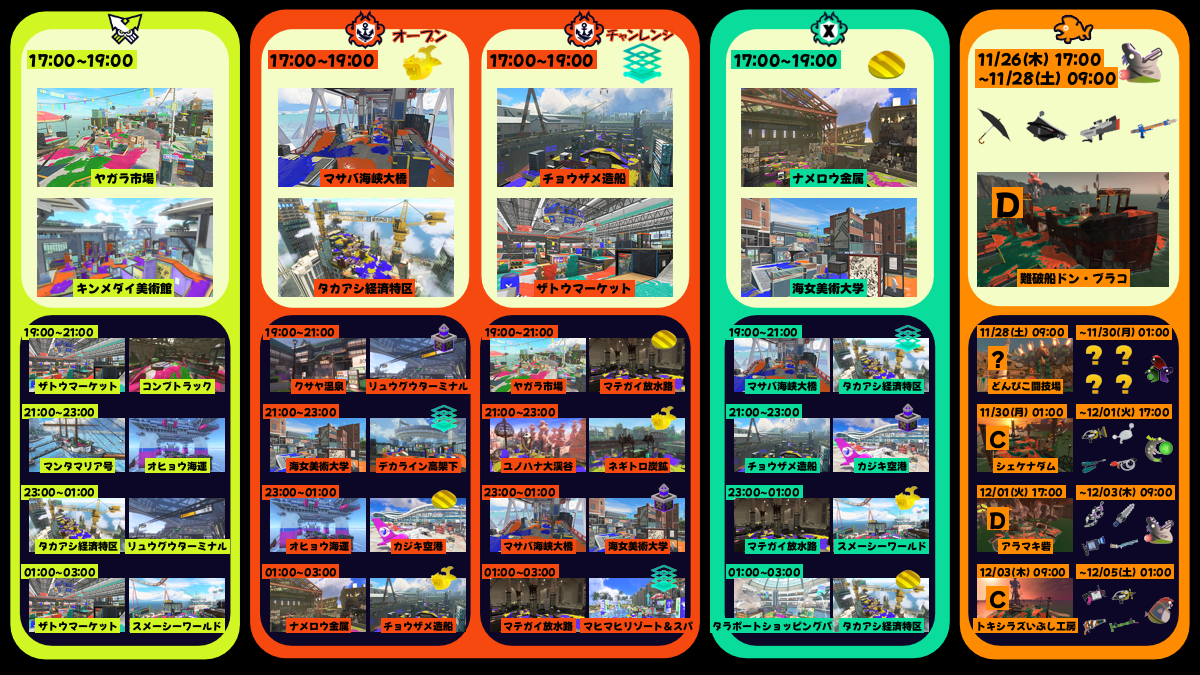 17:00~19:00
ヤガラ市場
キンメダイ美術館
19:00~21:00
ザトウマーケット
コンブトラック
21:00~23:00
マンタマリア号
オヒョウ海運
23:00~01:00
タカアシ経済特区
リュウグウターミナル
01:00~03:00
ザトウマーケット
スメーシーワールド
オープン
17:00~19:00
マサバ海峡大橋
タカアシ経済特区
19:00~21:00
クサヤ温泉
リュウグウターミナル
21:00~23:00
海女美術大学
デカライン高架下
23:00~01:00
オヒョウ海運
カジキ空港
01:00~03:00
ナメロウ金属
チョウザメ造船
チャンレンジ
17:00~19:00
チョウザメ造船
ザトウマーケット
19:00~21:00
ヤガラ市場
マテガイ放水路
21:00~23:00
ユノハナ大渓谷
ネギトロ炭鉱
23:00~01:00
マサバ海峡大橋
海女美術大学
01:00~03:00
マテガイ放水路
マヒマヒリゾート&スパ
X
17:00~19:00
ナメロウ金属
海女美術大学
19:00~21:00
マサバ海峡大橋
タカアシ経済特区
21:00~23:00
チョウザメ造船
カジキ空港
23:00~01:00
マテガイ放水路
スメーシーワールド
01:00~03:00
タラポートショッピングパ
タカアシ経済特区
11/26(木) 17:00
~11/28(土) 09:00
D
難破船ドン・ブラコ
11/28(土) 09:00
~11/30(月) 01:00
?
? ?
? ?
どんぴこ闘技場
11/30(月) 01:00
~12/01(火) 17:00
C
シェケナダム
12/01(火) 17:00
~12/03(木) 09:00
D
アラマキ砦
12/03(木) 09:00
~12/05(土) 01:00
C
トキシラズいぶし工房